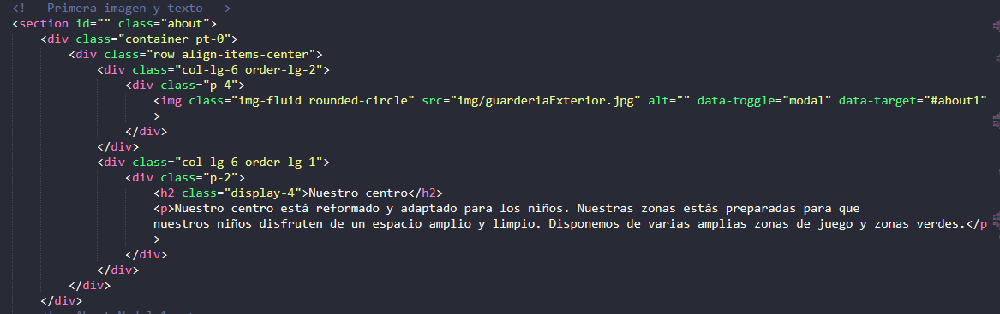 <!-- Primera imagen y texto -->
<section id="" class="about">
<div class="container pt-0">
<div class="row align-items-center">
<div class="col-lg-6 order-lg-2">
<div class="p-4">
<img class="img-fluid rounded-circle" src="img/guarderiaExterior.jpg" alt="" data-toggle="modal" data-target="#about1"
>
</div>
</div>
<div class="col-lg-6 order-lg-1">
<div class="p-2">
<h2 class="display-4">Nuestro centro</h2>
<p>Nuestro centro está reformado y adaptado para los niños. Nuestras zonas estás preparadas para que
nuestros niños disfruten de un espacio amplio y limpio. Disponemos de varias amplias zonas de juego y zonas verdes.</p
>
</div>
</div>
</div>
</div>